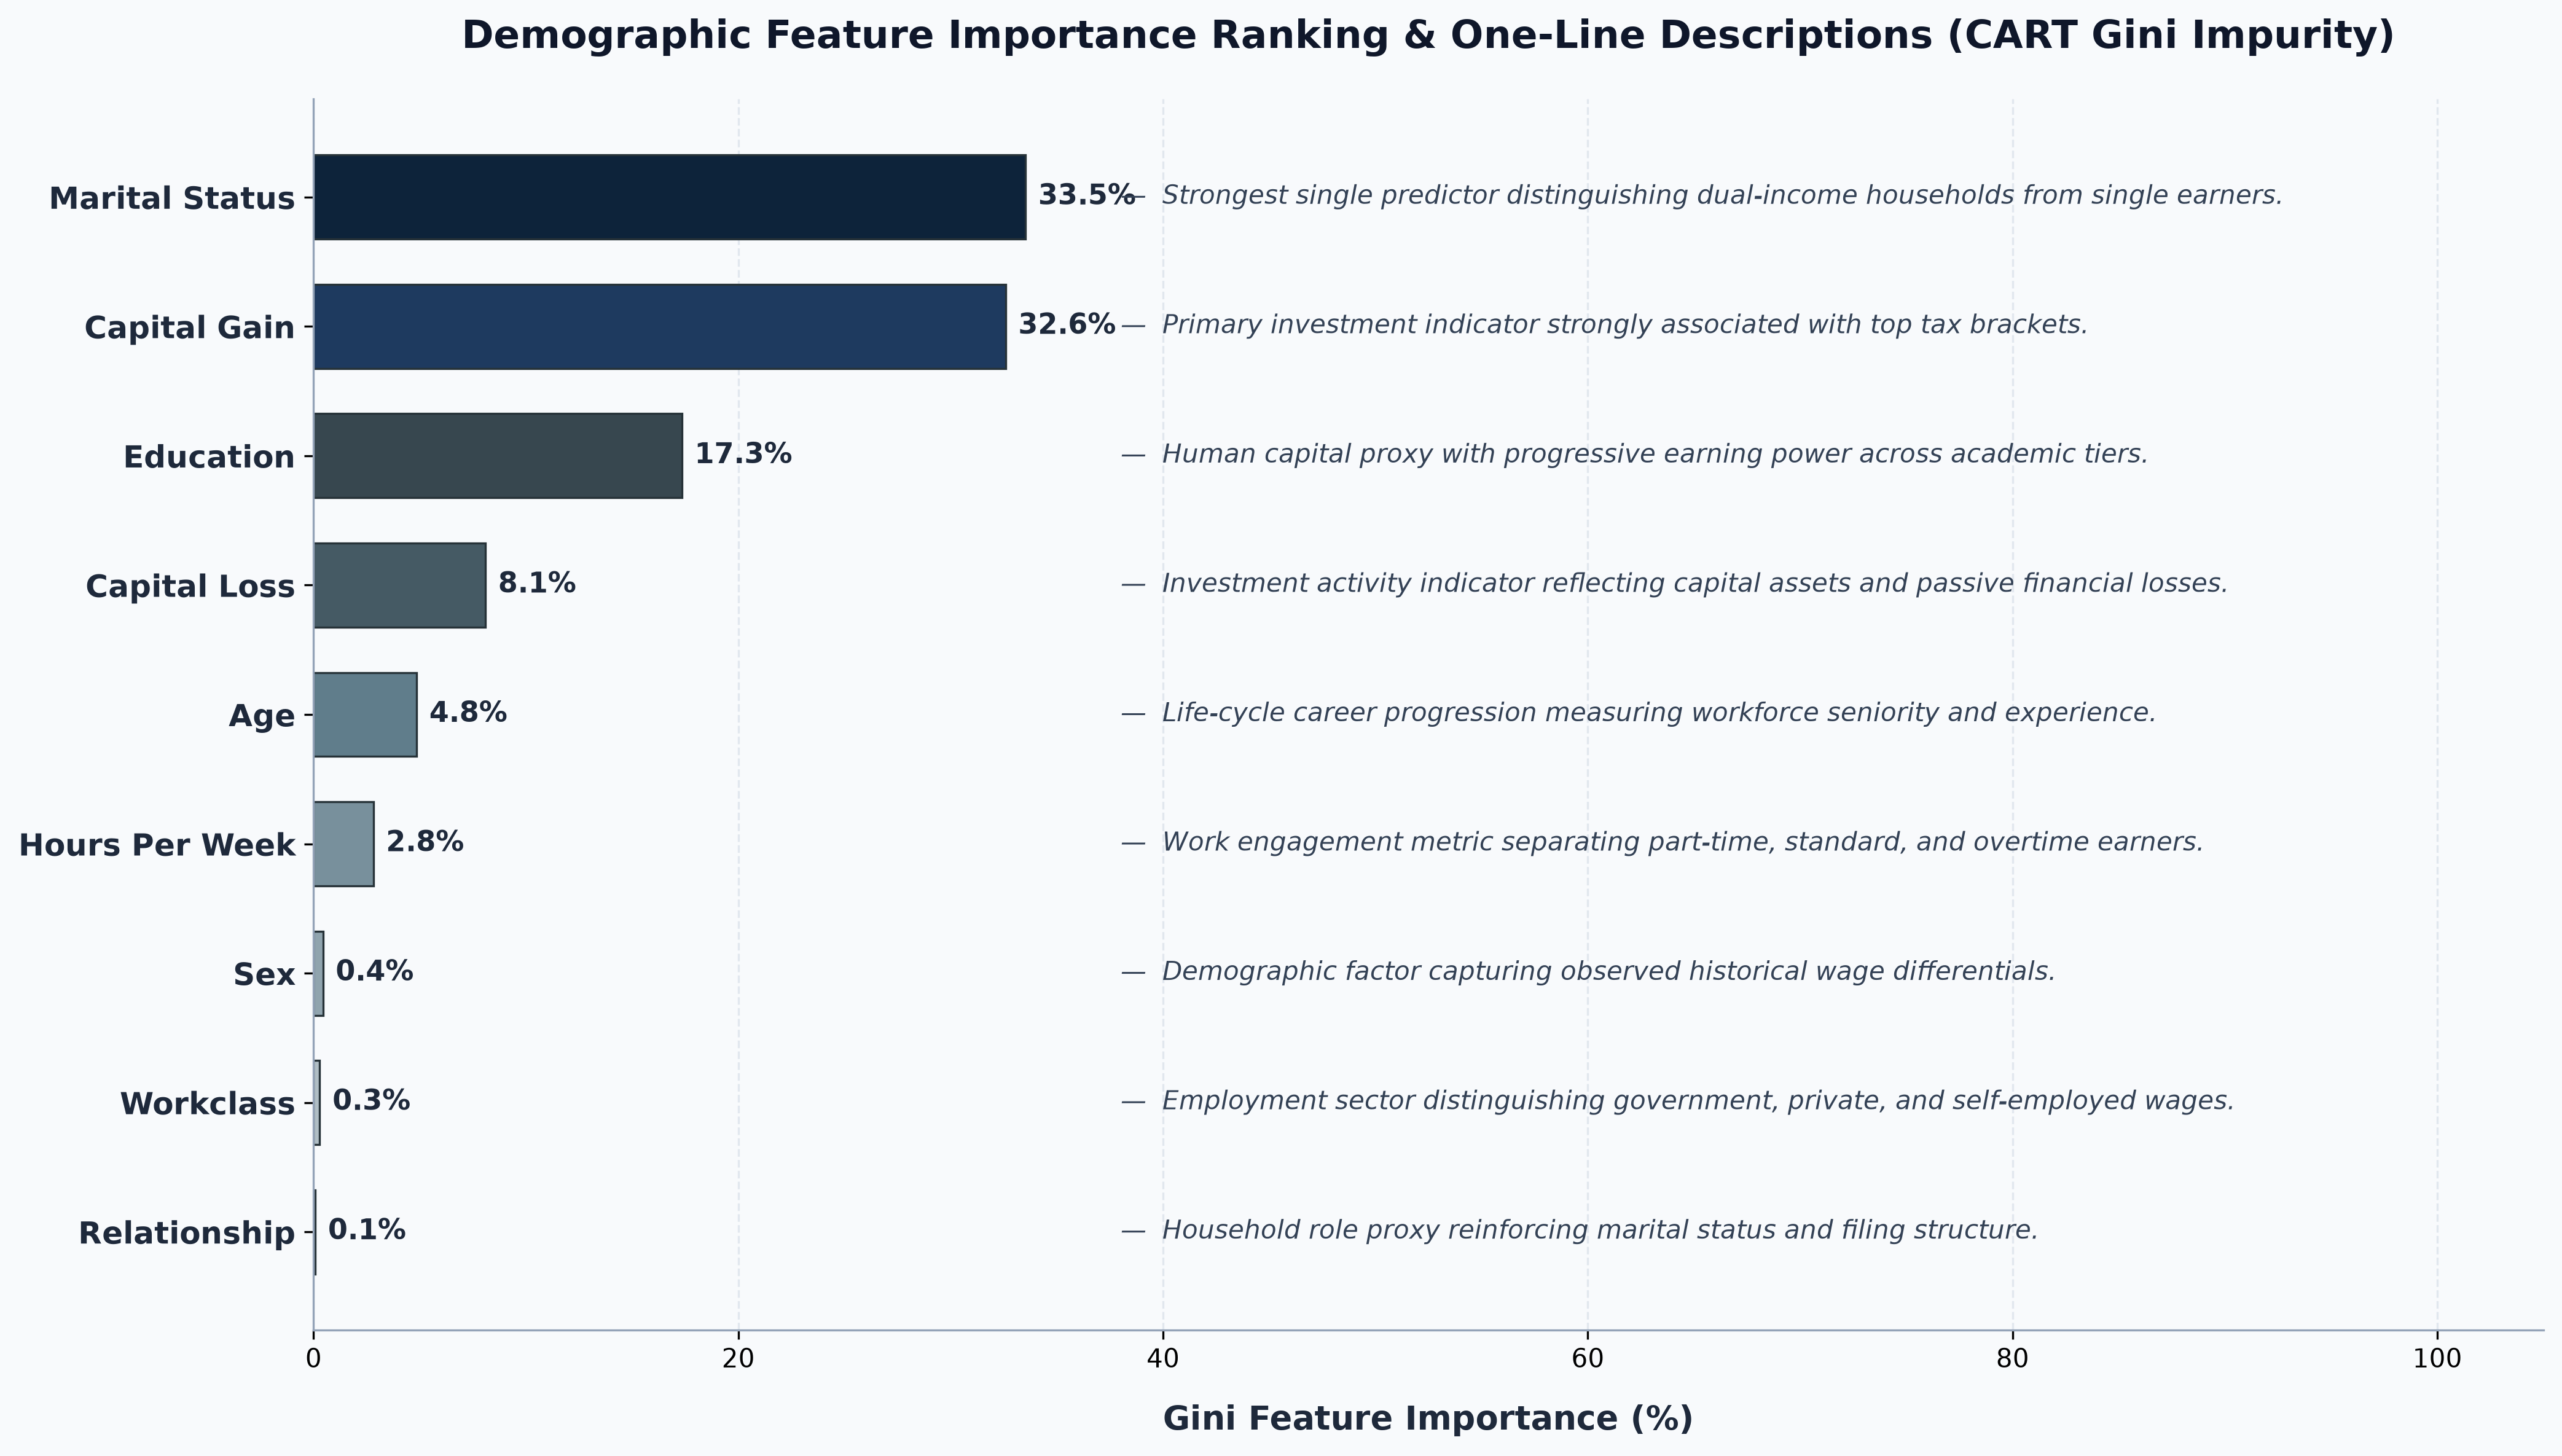 Demographic Feature Importance Ranking & One-Line Descriptions (CART Gini Impurity)
Marital Status 33.5% — Strongest single predictor distinguishing dual-income households from single earners.
Capital Gain 32.6% — Primary investment indicator strongly associated with top tax brackets.
Education 17.3% — Human capital proxy with progressive earning power across academic tiers.
Capital Loss 8.1% — Investment activity indicator reflecting capital assets and passive financial losses.
Age 4.8% — Life-cycle career progression measuring workforce seniority and experience.
Hours Per Week 2.8% — Work engagement metric separating part-time, standard, and overtime earners.
Sex 0.4% — Demographic factor capturing observed historical wage differentials.
Workclass 0.3% — Employment sector distinguishing government, private, and self-employed wages.
Relationship 0.1% — Household role proxy reinforcing marital status and filing structure.
0 20 40 60 80 100
Gini Feature Importance (%)